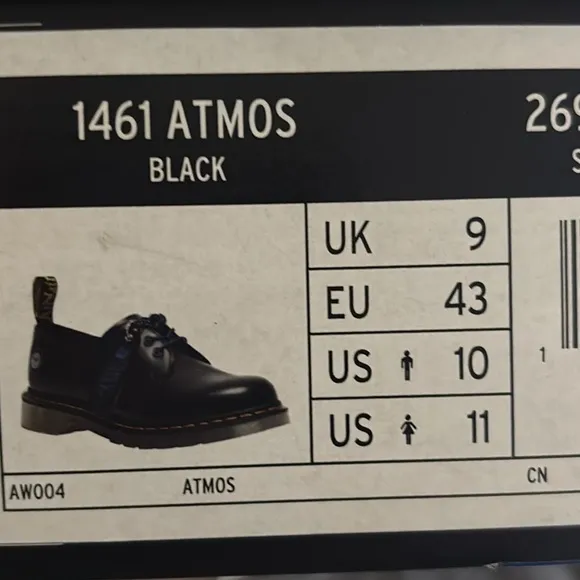 1461 ATMOS
BLACK
UK 9
EU 43
US 10
US 11
1
AW004 ATMOS CN